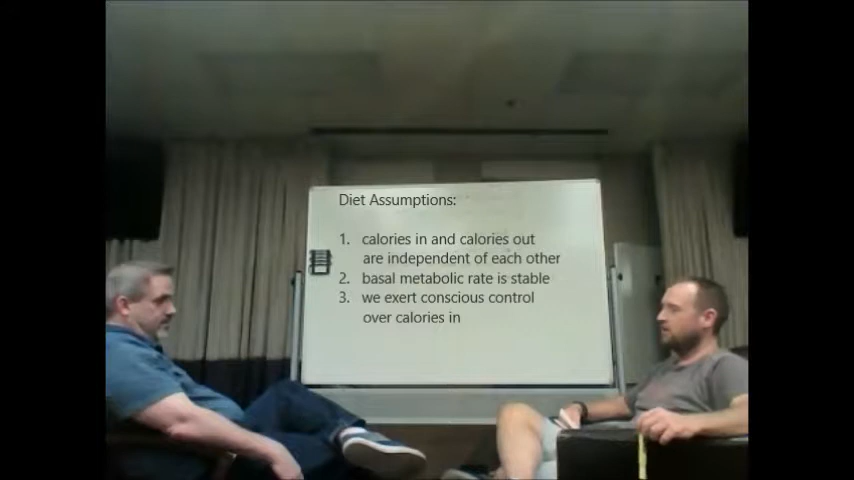 Diet Assumptions:
1. calories in and calories out
are independent of each other
2. basal metabolic rate is stable
3. we exert conscious control
over calories in